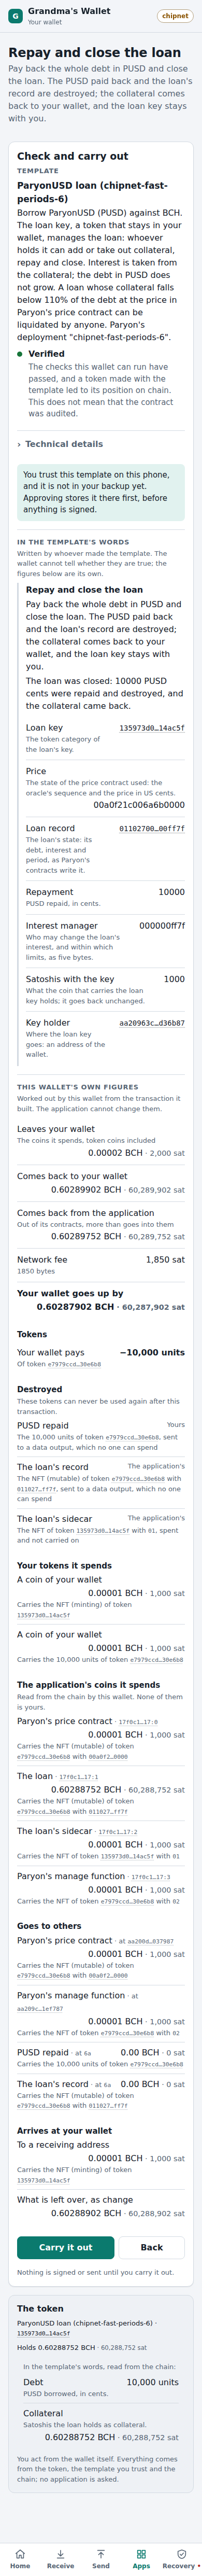 G
Grandma's Wallet
Your wallet
chipnet
Repay and close the loan
Pay back the whole debt in PUSD and close
the loan. The PUSD paid back and the loan's
record are destroyed; the collateral comes
back to your wallet, and the loan key stays
with you.
Check and carry out
TEMPLATE
ParyonUSD loan (chipnet-fast-
periods-6)
Borrow ParyonUSD (PUSD) against BCH.
The loan key, a token that stays in your
wallet, manages the loan: whoever
holds it can add or take out collateral,
repay and close. Interest is taken from
the collateral; the debt in PUSD does
not grow. A loan whose collateral falls
below 110% of the debt at the price in
Paryon's price contract can be
liquidated by anyone. Paryon's
deployment "chipnet-fast-periods-6".
Verified
The checks this wallet can run have
passed, and a token made with the
template led to its position on chain.
This does not mean that the contract
was audited.
› Technical details
You trust this template on this phone,
and it is not in your backup yet.
Approving stores it there first, before
anything is signed.
IN THE TEMPLATE'S WORDS
Written by whoever made the template. The
wallet cannot tell whether they are true; the
figures below are its own.
Repay and close the loan
Pay back the whole debt in PUSD and
close the loan. The PUSD paid back
and the loan's record are destroyed;
the collateral comes back to your
wallet, and the loan key stays with
you.
The loan was closed: 10000 PUSD
cents were repaid and destroyed, and
the collateral came back.
Loan key 135973d0…14ac5f
The token category of
the loan's key.
Price
The state of the price contract used: the
oracle's sequence and the price in US cents.
00a0f21c006a6b0000
Loan record 01102700…00ff7f
The loan's state: its
debt, interest and
period, as Paryon's
contracts write it.
Repayment 10000
PUSD repaid, in cents.
Interest manager 000000ff7f
Who may change the loan's
interest, and within which
limits, as five bytes.
Satoshis with the key 1000
What the coin that carries the loan
key holds; it goes back unchanged.
Key holder aa20963c…d36b87
Where the loan key
goes: an address of the
wallet.
THIS WALLET'S OWN FIGURES
Worked out by this wallet from the transaction it
built. The application cannot change them.
Leaves your wallet
The coins it spends, token coins included
0.00002 BCH · 2,000 sat
Comes back to your wallet
0.60289902 BCH · 60,289,902 sat
Comes back from the application
Out of its contracts, more than goes into them
0.60289752 BCH · 60,289,752 sat
Network fee 1,850 sat
1850 bytes
Your wallet goes up by
0.60287902 BCH · 60,287,902 sat
Tokens
Your wallet pays −10,000 units
Of token e7979ccd…30e6b8
Destroyed
These tokens can never be used again after this
transaction.
PUSD repaid Yours
The 10,000 units of token e7979ccd…30e6b8, sent
to a data output, which no one can spend
The loan's record The application's
The NFT (mutable) of token e7979ccd…30e6b8 with
011027…ff7f, sent to a data output, which no one
can spend
The loan's sidecar The application's
The NFT of token 135973d0…14ac5f with 01, spent
and not carried on
Your tokens it spends
A coin of your wallet
0.00001 BCH · 1,000 sat
Carries the NFT (minting) of token
135973d0…14ac5f
A coin of your wallet
0.00001 BCH · 1,000 sat
Carries the 10,000 units of token e7979ccd…30e6b8
The application's coins it spends
Read from the chain by this wallet. None of them
is yours.
Paryon's price contract · 17f0c1…17:0
0.00001 BCH · 1,000 sat
Carries the NFT (mutable) of token
e7979ccd…30e6b8 with 00a0f2…0000
The loan · 17f0c1…17:1
0.60288752 BCH · 60,288,752 sat
Carries the NFT (mutable) of token
e7979ccd…30e6b8 with 011027…ff7f
The loan's sidecar · 17f0c1…17:2
0.00001 BCH · 1,000 sat
Carries the NFT of token 135973d0…14ac5f with 01
Paryon's manage function · 17f0c1…17:3
0.00001 BCH · 1,000 sat
Carries the NFT of token e7979ccd…30e6b8 with 02
Goes to others
Paryon's price contract · at aa200d…037987
0.00001 BCH · 1,000 sat
Carries the NFT (mutable) of token
e7979ccd…30e6b8 with 00a0f2…0000
Paryon's manage function · at
aa209c…1ef787
0.00001 BCH · 1,000 sat
Carries the NFT of token e7979ccd…30e6b8 with 02
PUSD repaid · at 6a 0.00 BCH · 0 sat
Carries the 10,000 units of token e7979ccd…30e6b8
The loan's record · at 6a 0.00 BCH · 0 sat
Carries the NFT (mutable) of token
e7979ccd…30e6b8 with 011027…ff7f
Arrives at your wallet
To a receiving address
0.00001 BCH · 1,000 sat
Carries the NFT (minting) of token
135973d0…14ac5f
What is left over, as change
0.60288902 BCH · 60,288,902 sat
Carry it out
Back
Nothing is signed or sent until you carry it out.
The token
ParyonUSD loan (chipnet-fast-periods-6) ·
135973d0…14ac5f
Holds 0.60288752 BCH · 60,288,752 sat
In the template's words, read from the chain:
Debt 10,000 units
PUSD borrowed, in cents.
Collateral
Satoshis the loan holds as collateral.
0.60288752 BCH · 60,288,752 sat
You act from the wallet itself. Everything comes
from the token, the template you trust and the
chain; no application is asked.
Home
Receive
Send
Apps
Recovery